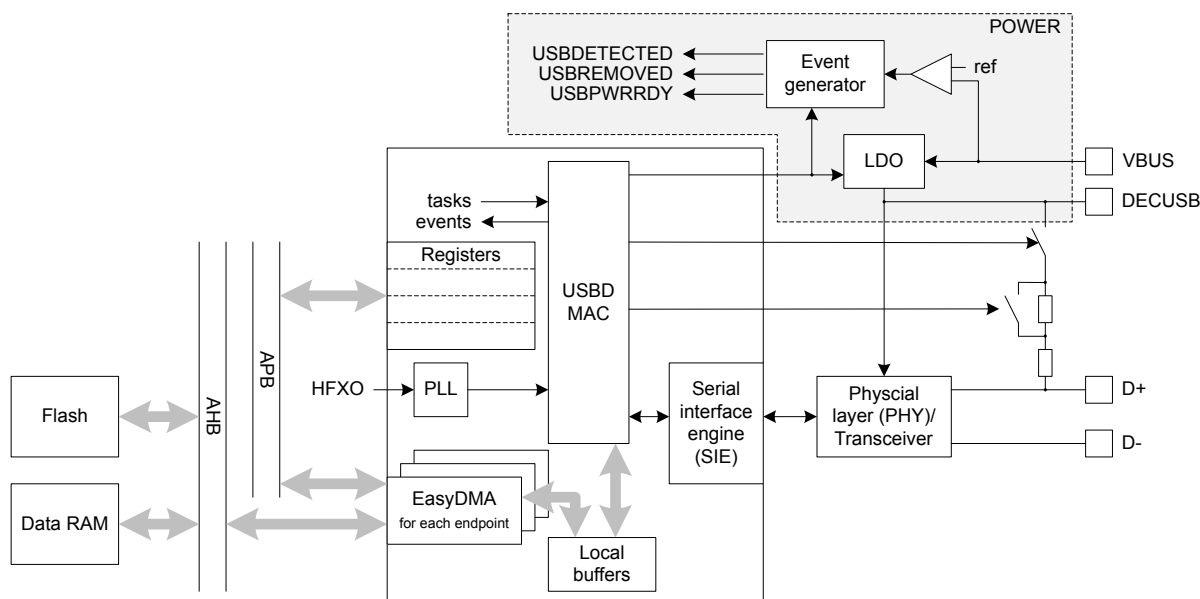 POWER
USBDETECTED
USBREMOVED
USBPWRRDY
Event
generator
ref
LDO
VBUS
DECUSB
tasks
events
Registers
USBD
MAC
APB
AHB
HFXO
PLL
Serial
interface
engine
(SIE)
Physcial
layer (PHY)/
Transceiver
D+
D-
Flash
Data RAM
EasyDMA
for each endpoint
Local
buffers